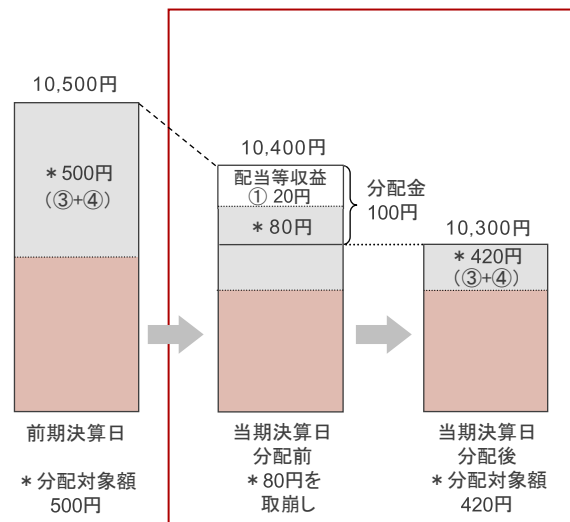 10,500円
＊500円
（③+④）
前期決算日
＊分配対象額
500円
10,400円
配当等収益
① 20円
＊80円
分配金
100円
当期決算日
分配前
＊80円を
取崩し
10,300円
＊420円
（③+④）
当期決算日
分配後
＊分配対象額
420円